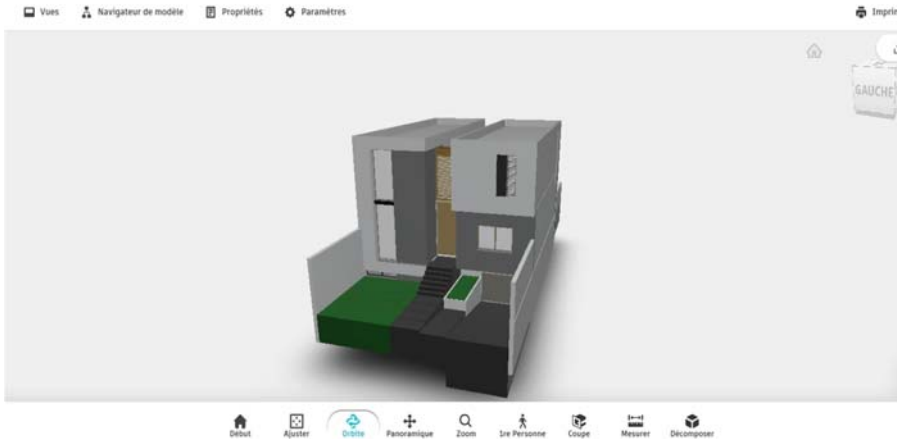 Vues Navigateur de modèle Propriétés Paramètres Imprim
GAUCHE
Début Ajuster Orbite Panoramique Zoom 1re Personne Coupe Mesurer Décomposer